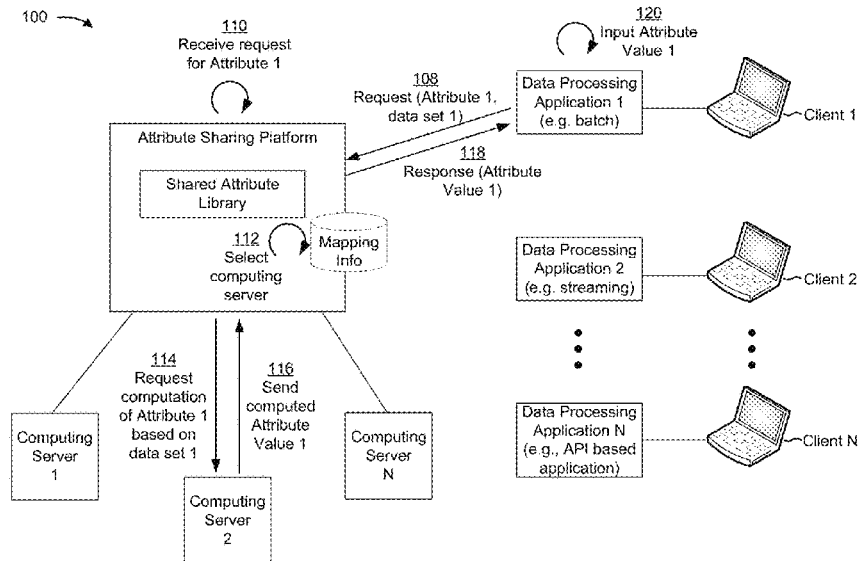 100
110
Receive request
for Attribute 1
120
Input Attribute
Value 1
108
Request (Attribute 1,
data set 1)
118
Response (Attribute
Value 1)
Data Processing
Application 1
(e.g. batch)
Client 1
Attribute Sharing Platform
Shared Attribute
Library
112
Select
computing
server
Mapping
Info
Data Processing
Application 2
(e.g. streaming)
Client 2
114
Request
computation
of Attribute 1
based on
data set 1
116
Send
computed
Attribute
Value 1
Computing
Server
1
Computing
Server
2
Computing
Server
N
Data Processing
Application N
(e.g., API based
application)
Client N